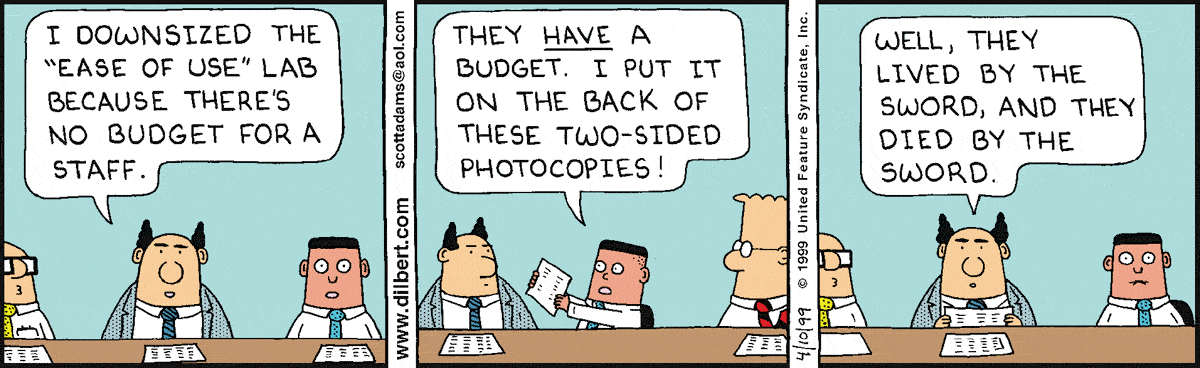 I DOWNSIZED THE
"EASE OF USE" LAB
BECAUSE THERE'S
NO BUDGET FOR A
STAFF.
www.dilbert.com scottadams@aol.com
THEY HAVE A
BUDGET. I PUT IT
ON THE BACK OF
THESE TWO-SIDED
PHOTOCOPIES!
4/10/99 © 1999 United Feature Syndicate, Inc.
WELL, THEY
LIVED BY THE
SWORD, AND THEY
DIED BY THE
SWORD.